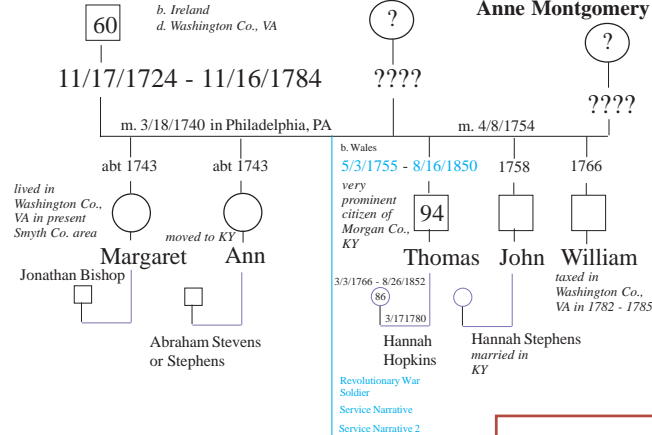 Anne Montgomery
60
b. Ireland
d. Washington Co., VA
?
?
11/17/1724 - 11/16/1784
????
????
m. 3/18/1740 in Philadelphia, PA
m. 4/8/1754
abt 1743
abt 1743
b. Wales
5/3/1755 - 8/16/1850
1758
1766
lived in
Washington Co.,
VA in present
Smyth Co. area
moved to KY
very
prominent
citizen of
Morgan Co.,
KY
94
Margaret
Ann
Thomas
John
William
taxed in
Washington Co.,
VA in 1782 - 1785
Jonathan Bishop
Abraham Stevens
or Stephens
3/3/1766 - 8/26/1852
86
3/171780
Hannah
Hopkins
Hannah Stephens
married in
KY
Revolutionary War
Soldier
Service Narrative
Service Narrative 2